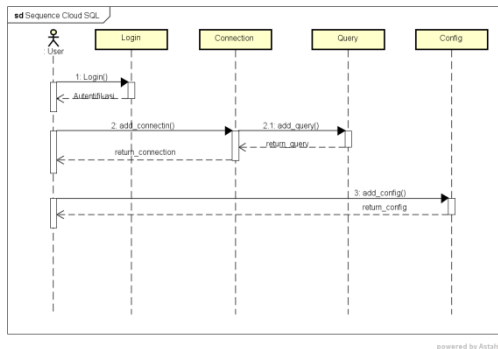 sd Sequence Cloud SQL
: User
Login
Connection
Query
Config
1: Login()
Autentifikasi
2: add_connectin()
2.1: add_query()
return_query
return_connection
3: add_config()
return_config
powered by Astah